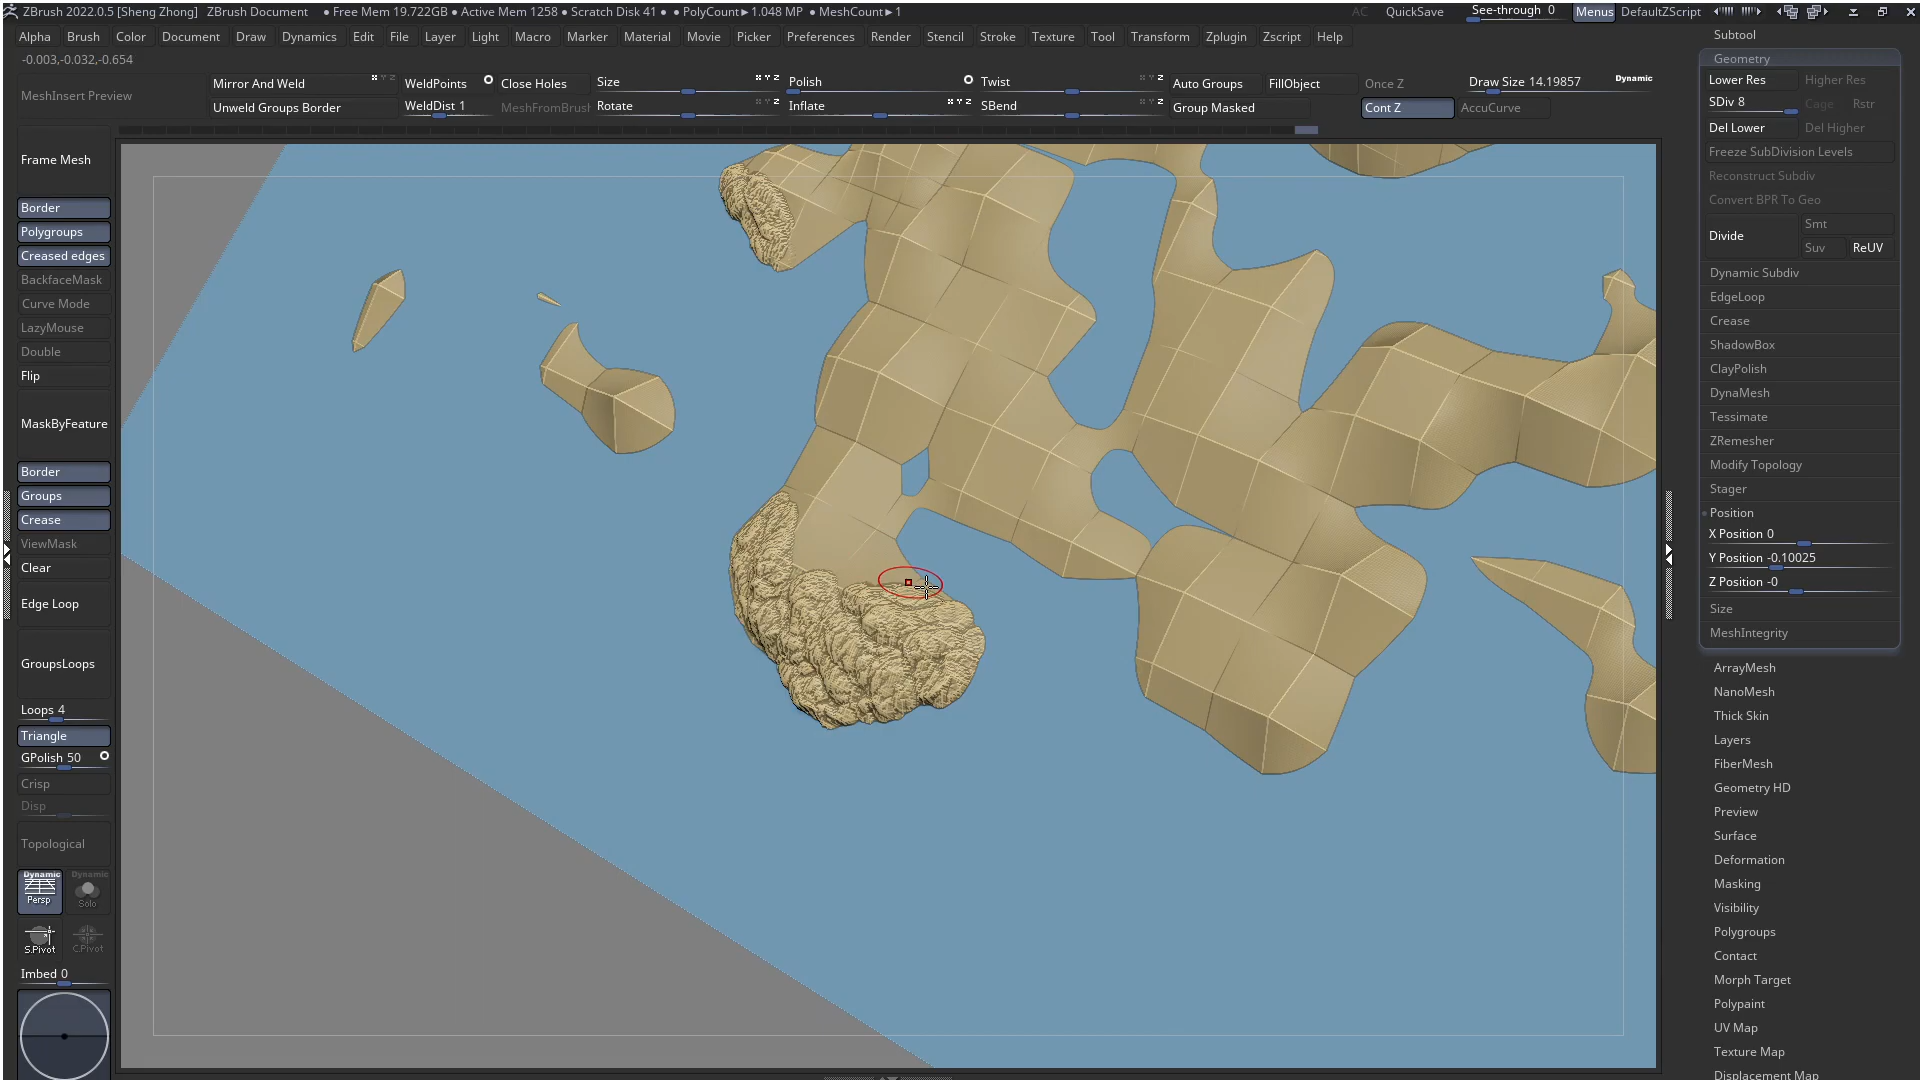 ZBrush 2022.0.5 [Sheng Zhong] ZBrush Document • Free Mem 19.722GB • Active Mem 1258 • Scratch Disk 41 • • PolyCount► 1.048 MP • MeshCount► 1 AC QuickSave See-through 0 Menus DefaultZScript
Alpha Brush Color Document Draw Dynamics Edit File Layer Light Macro Marker Material Movie Picker Preferences Render Stencil Stroke Texture Tool Transform Zplugin Zscript Help
-0.003,-0.032,-0.654
MeshInsert Preview
Mirror And Weld
Unweld Groups Border
WeldPoints
WeldDist 1
Close Holes
MeshFromBrush
Size
Rotate
Polish
Inflate
Twist
SBend
Auto Groups
Group Masked
FillObject
Once Z
Cont Z
Draw Size 14.19857
Dynamic
AccuCurve
Frame Mesh
Border
Polygroups
Creased edges
BackfaceMask
Curve Mode
LazyMouse
Double
Flip
MaskByFeature
Border
Groups
Crease
ViewMask
Clear
Edge Loop
GroupsLoops
Loops 4
Triangle
GPolish 50
Crisp
Disp
Topological
Dynamic
Persp
Dynamic
Solo
S.Pivot
C.Pivot
Imbed 0
Subtool
Geometry
Lower Res Higher Res
SDiv 8 Cage Rstr
Del Lower Del Higher
Freeze SubDivision Levels
Reconstruct Subdiv
Convert BPR To Geo
Divide
Smt
Suv
ReUV
Dynamic Subdiv
EdgeLoop
Crease
ShadowBox
ClayPolish
DynaMesh
Tessimate
ZRemesher
Modify Topology
Stager
Position
X Position 0
Y Position -0.10025
Z Position -0
Size
MeshIntegrity
ArrayMesh
NanoMesh
Thick Skin
Layers
FiberMesh
Geometry HD
Preview
Surface
Deformation
Masking
Visibility
Polygroups
Contact
Morph Target
Polypaint
UV Map
Texture Map
Displacement Map